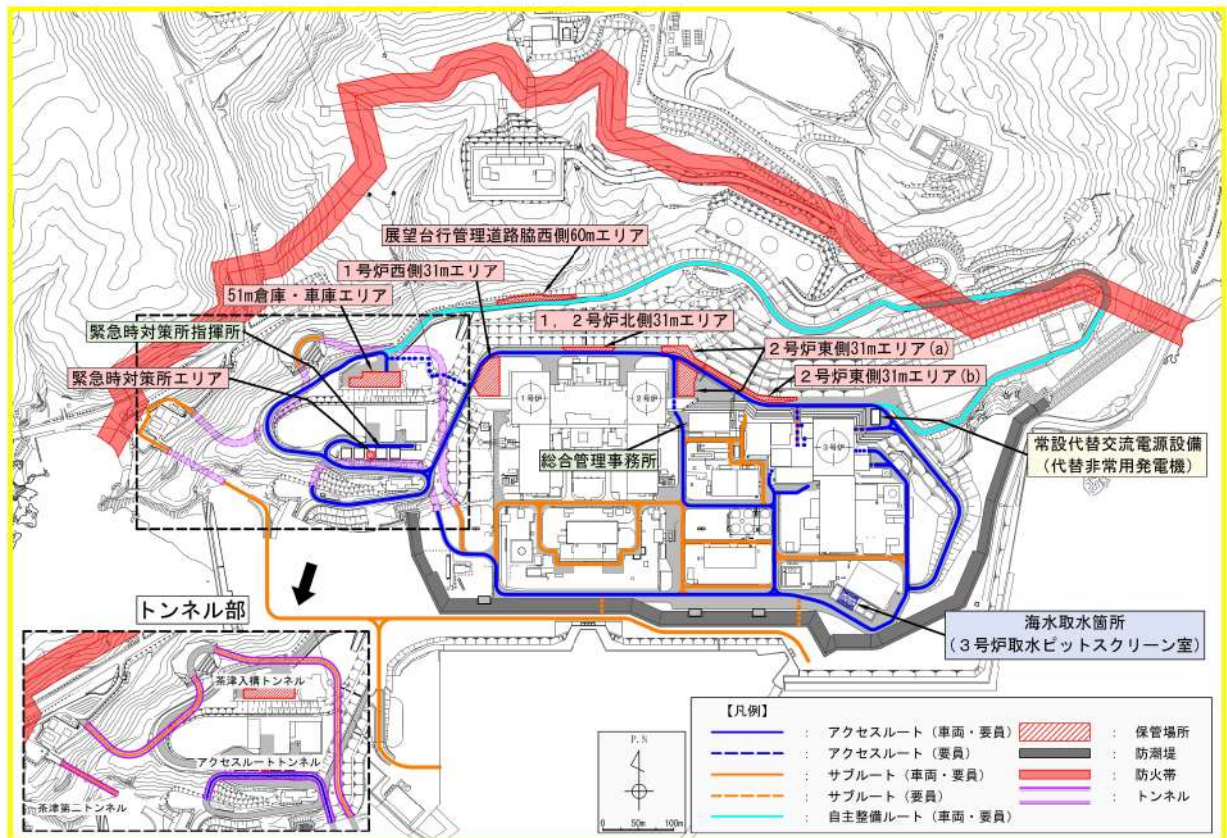 展望台行管理道路脇西側60mエリア
1号炉西側31mエリア
51m倉庫・車庫エリア
1,2号炉北側31mエリア
緊急時対策所指揮所
2号炉東側31mエリア(a)
緊急時対策所エリア
2号炉東側31mエリア(b)
1号炉
2号炉
3号炉
総合管理事務所
常設代替交流電源設備
(代替非常用発電機)
トンネル部
海水取水箇所
(3号炉取水ピットスクリーン室)
茶津入構トンネル
アクセスルートトンネル
茶津第二トンネル
P.N
0 50m 100m
【凡例】
: アクセスルート(車両・要員)
: アクセスルート(要員)
: サブルート(車両・要員)
: サブルート(要員)
: 自主整備ルート(車両・要員)
: 保管場所
: 防潮堤
: 防火帯
: トンネル